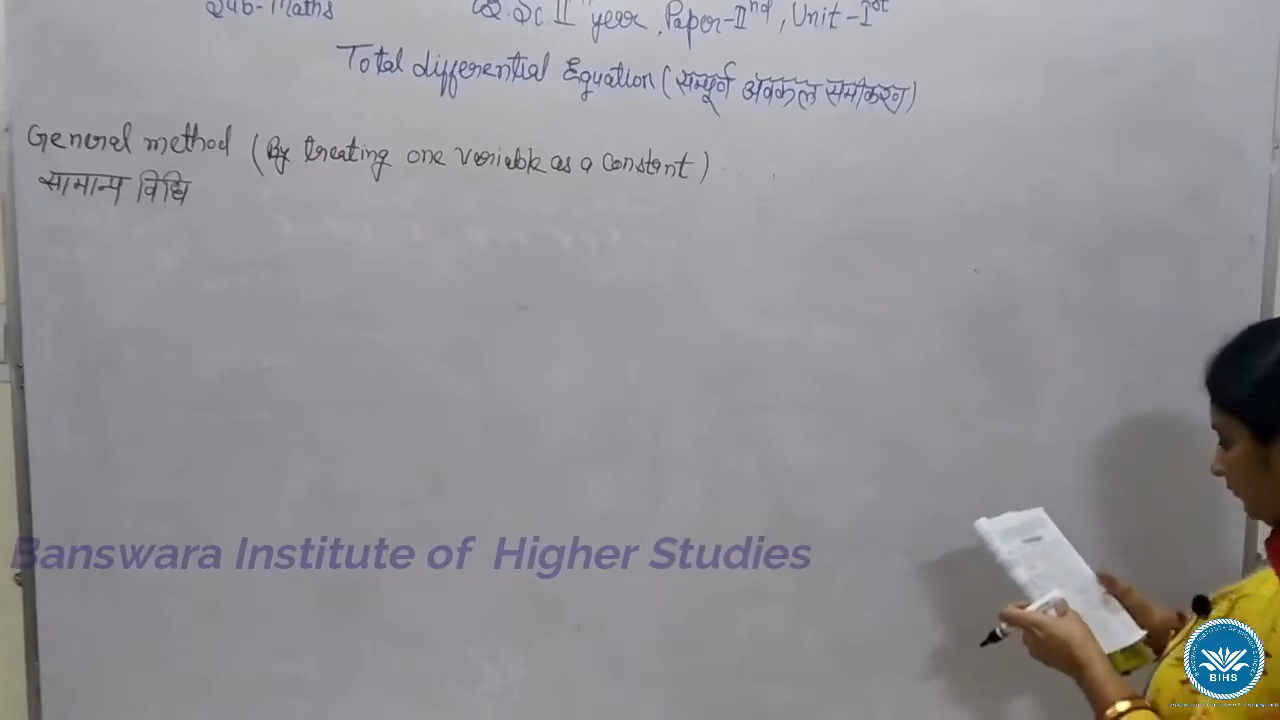 Sub-Maths B.Sc. II year, Paper-IInd, Unit-Ist
Total differential Equation (सम्पूर्ण अवकल समीकरण)
General method (By treating one variable as a constant)
सामान्य विधि
Banswara Institute of Higher Studies
BIHS